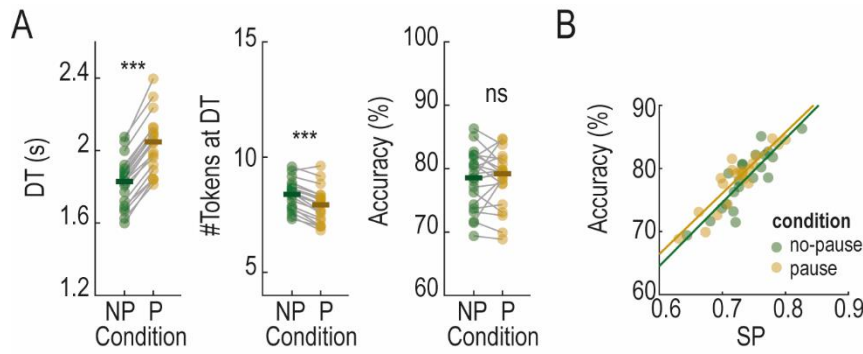 A
DT (s)
2.4
2
1.6
1.2
***
NP P
Condition
#Tokens at DT
15
10
5
***
NP P
Condition
Accuracy (%)
100
90
80
70
60
ns
NP P
Condition
B
Accuracy (%)
90
80
70
60
condition
no-pause
pause
0.6 0.7 0.8 0.9
SP